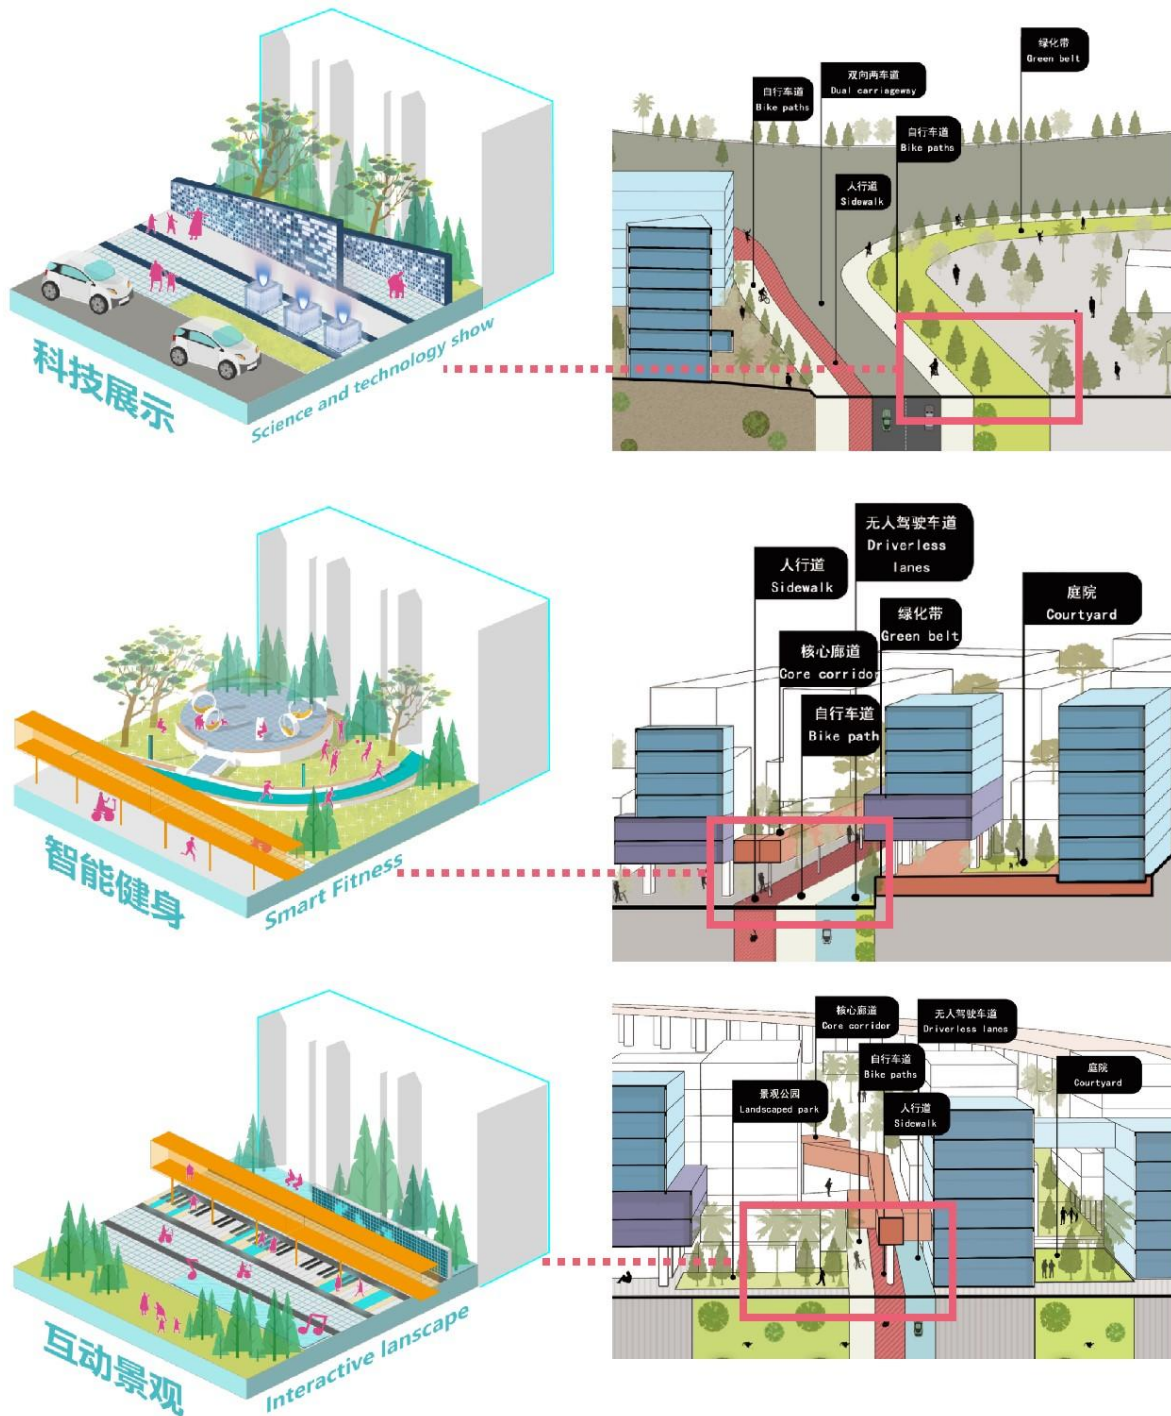 科技展示
Science and technology show
自行车道
Bike paths
双向两车道
Dual carriageway
自行车道
Bike paths
人行道
Sidewalk
绿化带
Green belt
智能健身
Smart Fitness
人行道
Sidewalk
无人驾驶车道
Driverless
lanes
核心廊道
Core corridor
绿化带
Green belt
自行车道
Bike path
庭院
Courtyard
互动景观
Interactive lanscape
景观公园
Landscaped park
核心廊道
Core corridor
自行车道
Bike paths
无人驾驶车道
Driverless lanes
人行道
Sidewalk
庭院
Courtyard